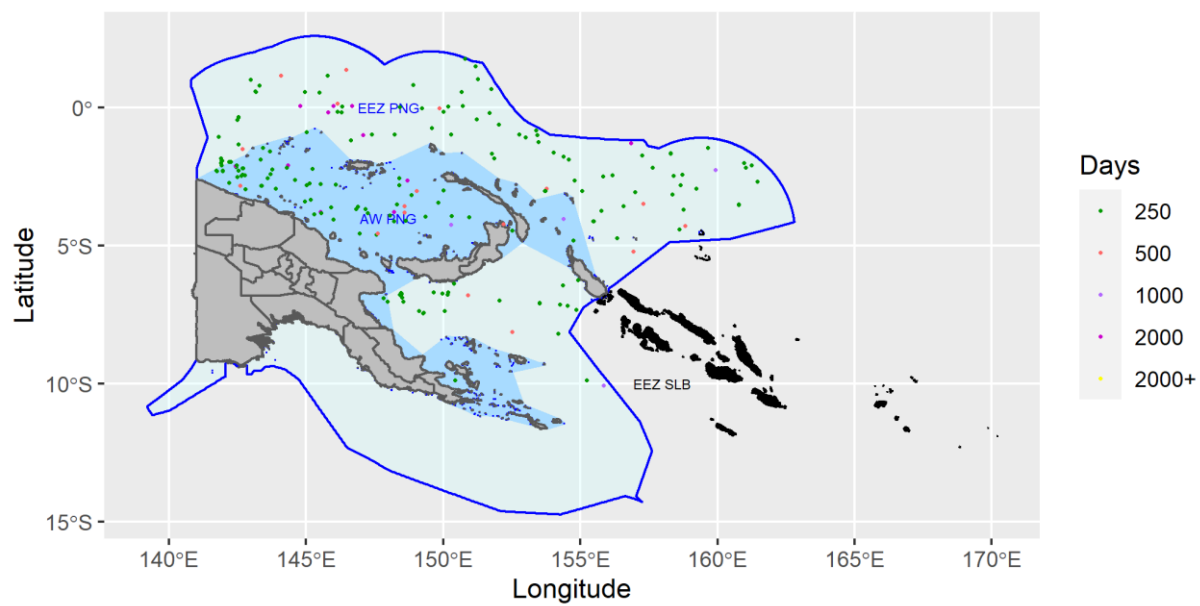 0°
5°S
10°S
15°S
Latitude
140°E 145°E 150°E 155°E 160°E 165°E 170°E
Longitude
EEZ PNG
AW PNG
EEZ SLB
Days
250
500
1000
2000
2000+